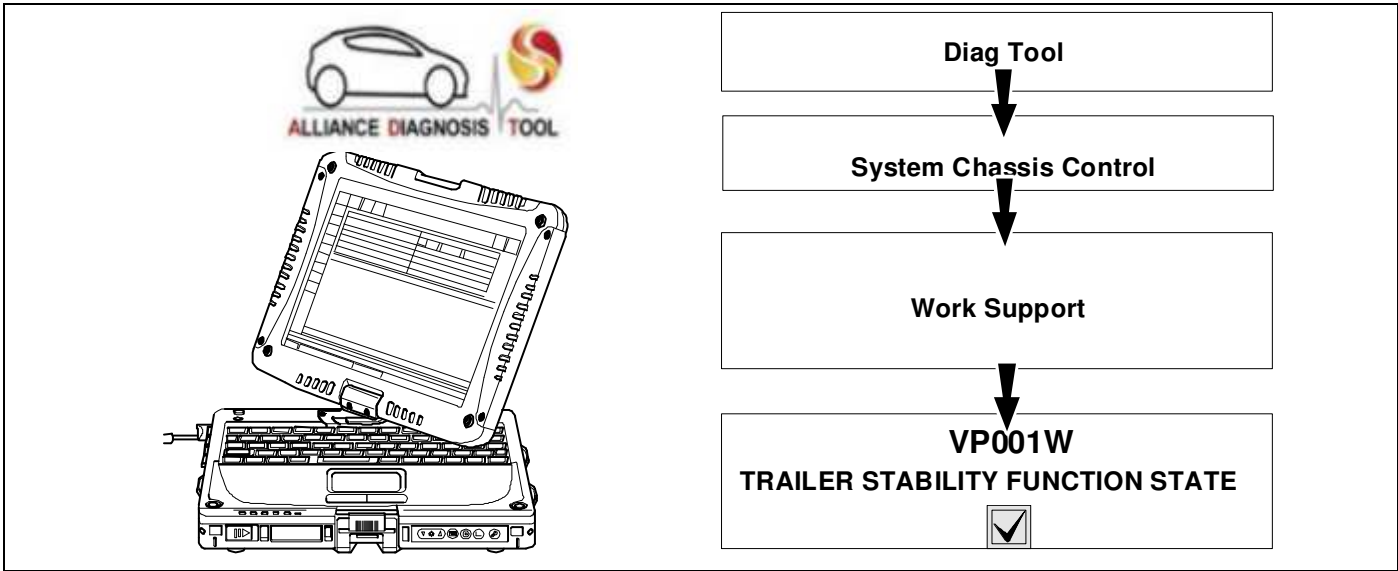 ALLIANCE DIAGNOSIS TOOL
Diag Tool
System Chassis Control
Work Support
VP001W
TRAILER STABILITY FUNCTION STATE